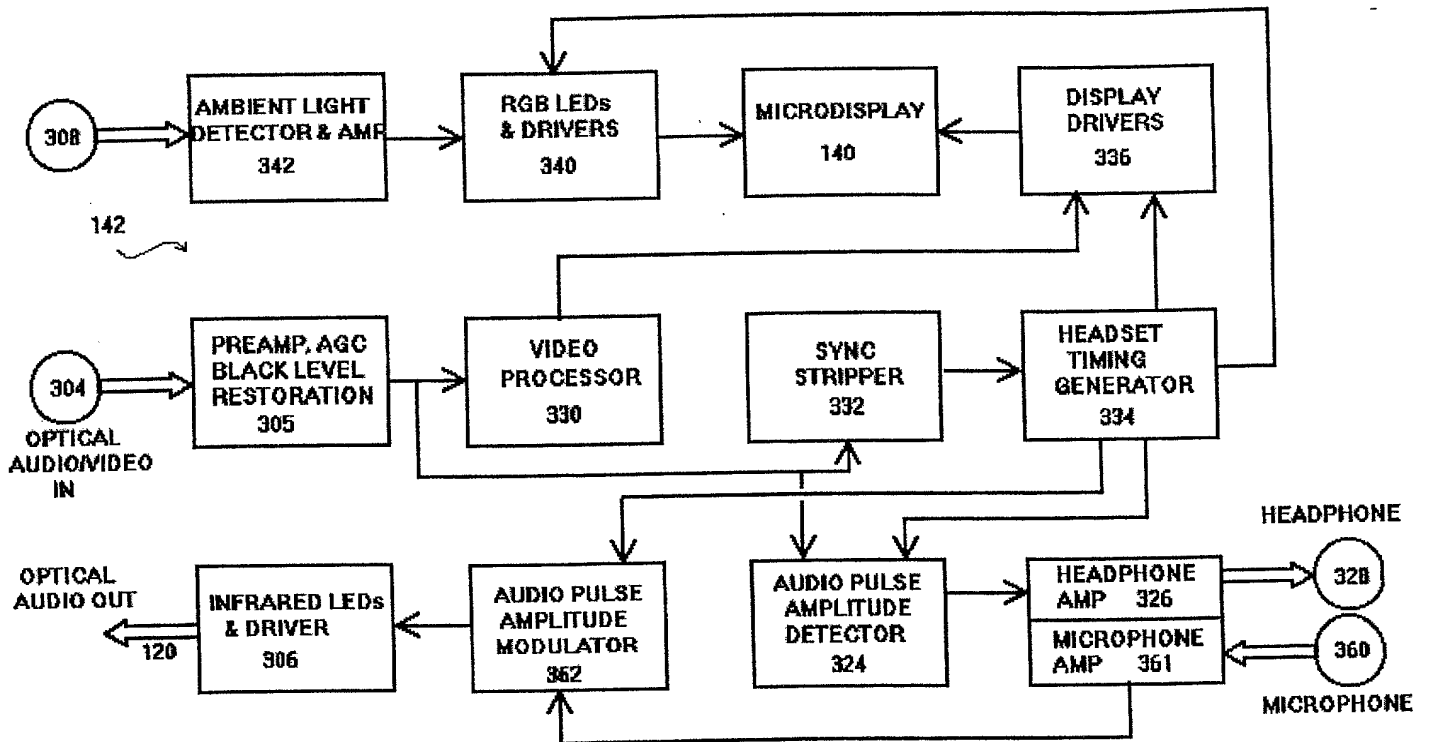 308
AMBIENT LIGHT
DETECTOR & AMP
342
RGB LEDs
& DRIVERS
340
MICRODISPLAY
140
DISPLAY
DRIVERS
336
142
304
OPTICAL
AUDIO/VIDEO
IN
PREAMP, AGC
BLACK LEVEL
RESTORATION
305
VIDEO
PROCESSOR
330
SYNC
STRIPPER
332
HEADSET
TIMING
GENERATOR
334
OPTICAL
AUDIO OUT
120
INFRARED LEDs
& DRIVER
306
AUDIO PULSE
AMPLITUDE
MODULATOR
362
AUDIO PULSE
AMPLITUDE
DETECTOR
324
HEADPHONE
AMP 326
MICROPHONE
AMP 361
HEADPHONE
328
360
MICROPHONE